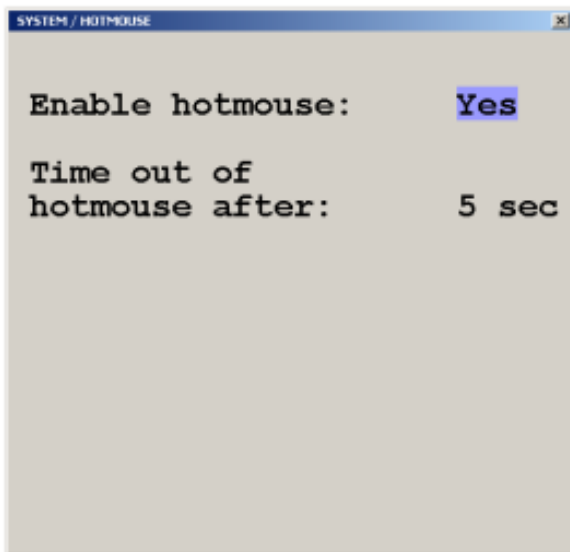 SYSTEM / HOTMOUSE
Enable hotmouse: Yes
Time out of
hotmouse after: 5 sec